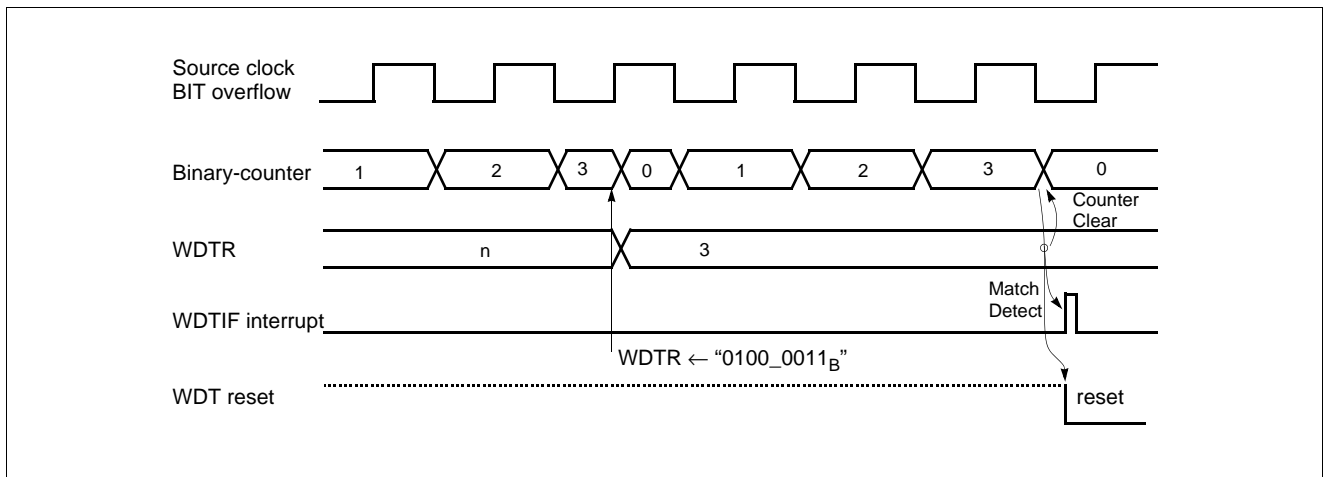 Source clock
BIT overflow
Binary-counter
1 2 3 0 1 2 3 0
Counter
Clear
WDTR
n 3
Match
Detect
WDTIF interrupt
WDTR ← “0100_0011B”
WDT reset
reset